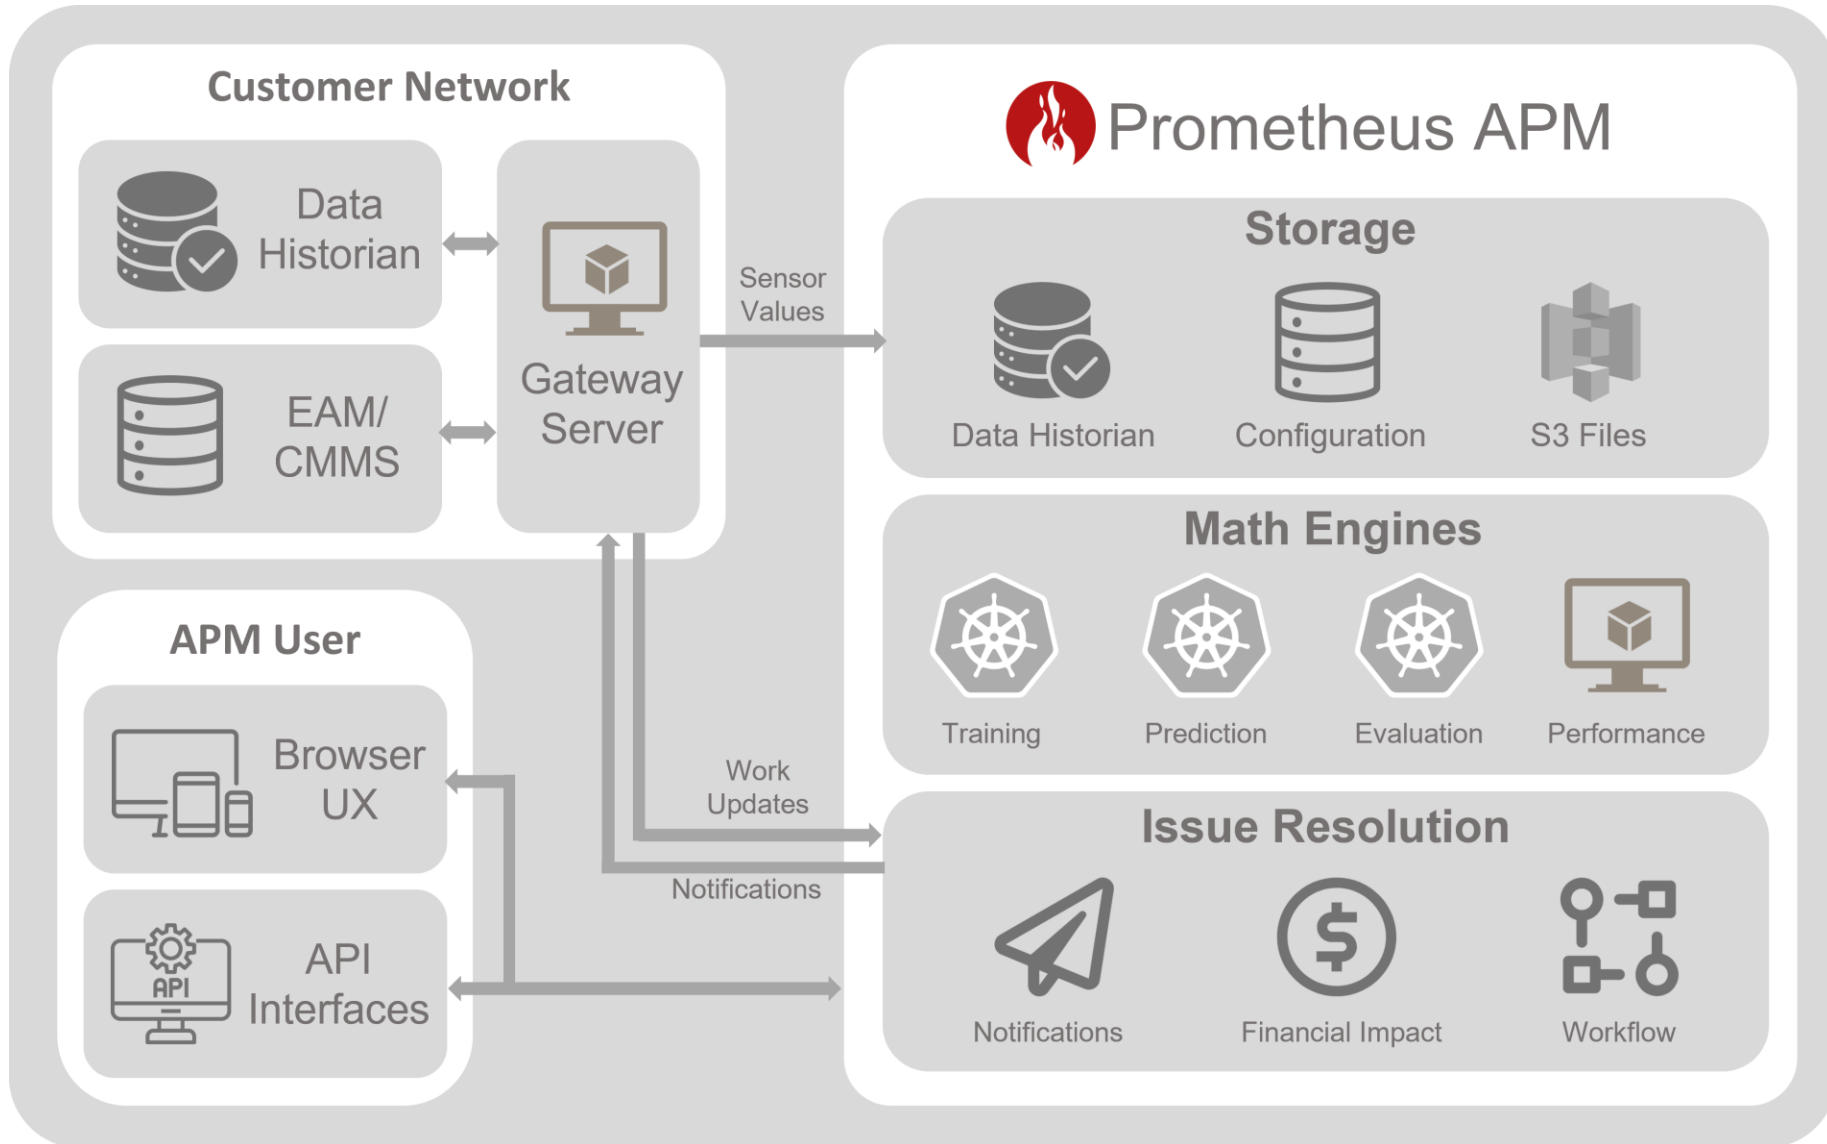 Customer Network
Data
Historian
EAM/
CMMS
Gateway
Server
Sensor
Values
APM User
Browser
UX
API
API
Interfaces
Work
Updates
Notifications
Prometheus APM
Storage
Data Historian
Configuration
S3 Files
Math Engines
Training
Prediction
Evaluation
Performance
Issue Resolution
Notifications
Financial Impact
Workflow